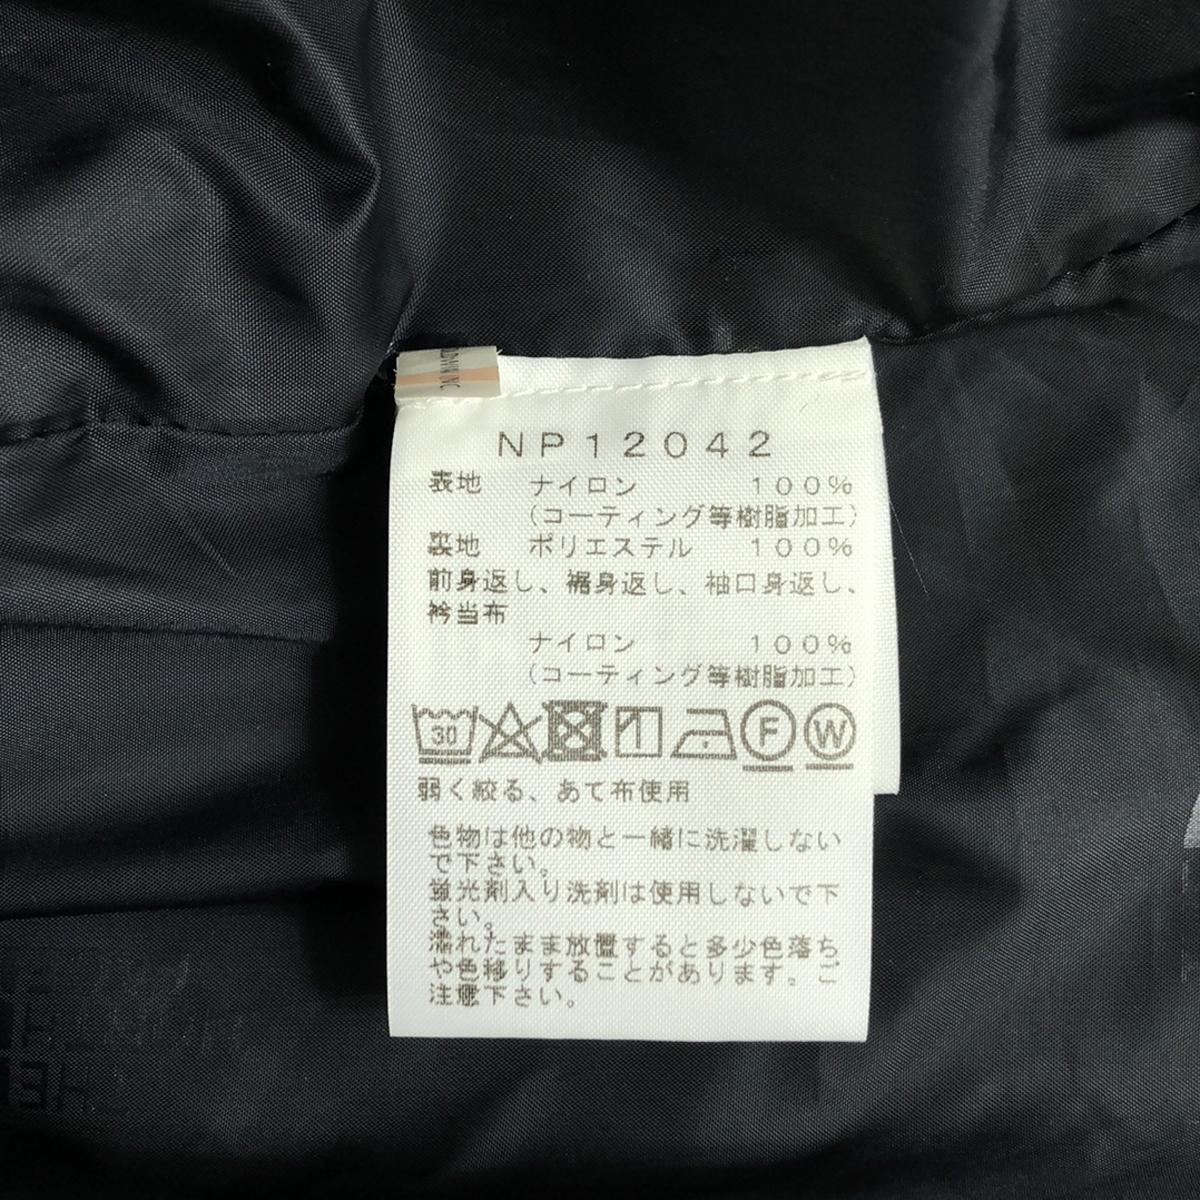 NP12042
表地 ナイロン 100%
(コーティング等樹脂加工)
裏地 ポリエステル 100%
前身返し、裾身返し、袖口身返し、
衿当布
ナイロン 100%
(コーティング等樹脂加工)
30 F W
弱く絞る、あて布使用
色物は他の物と一緒に洗濯しない
で下さい。
蛍光剤入り洗剤は使用しないで下
さい。
濡れたまま放置すると多少色落ち
や色移りすることがあります。ご
注意下さい。